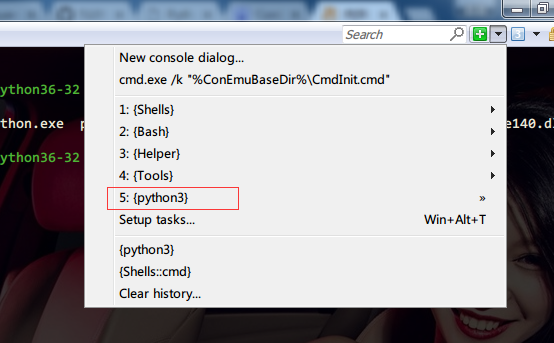 Search
New console dialog...
cmd.exe /k "%ConEmuBaseDir%\CmdInit.cmd"
ython36-32
1: {Shells}
2: {Bash}
thon.exe p
e140.d
3: {Helper}
ython36-32
4: {Tools}
5: {python3} »
Setup tasks... Win+Alt+T
{python3}
{Shells::cmd}
Clear history...